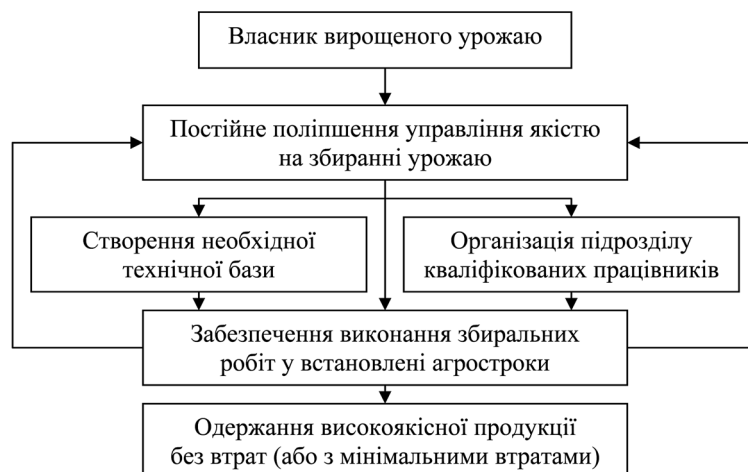 Власник вирощеного урожаю
Постійне поліпшення управління якістю
на збиранні урожаю
Створення необхідної
технічної бази
Організація підрозділу
кваліфікованих працівників
Забезпечення виконання збиральних
робіт у встановлені агростроки
Одержання високоякісної продукції
без втрат (або з мінімальними втратами)